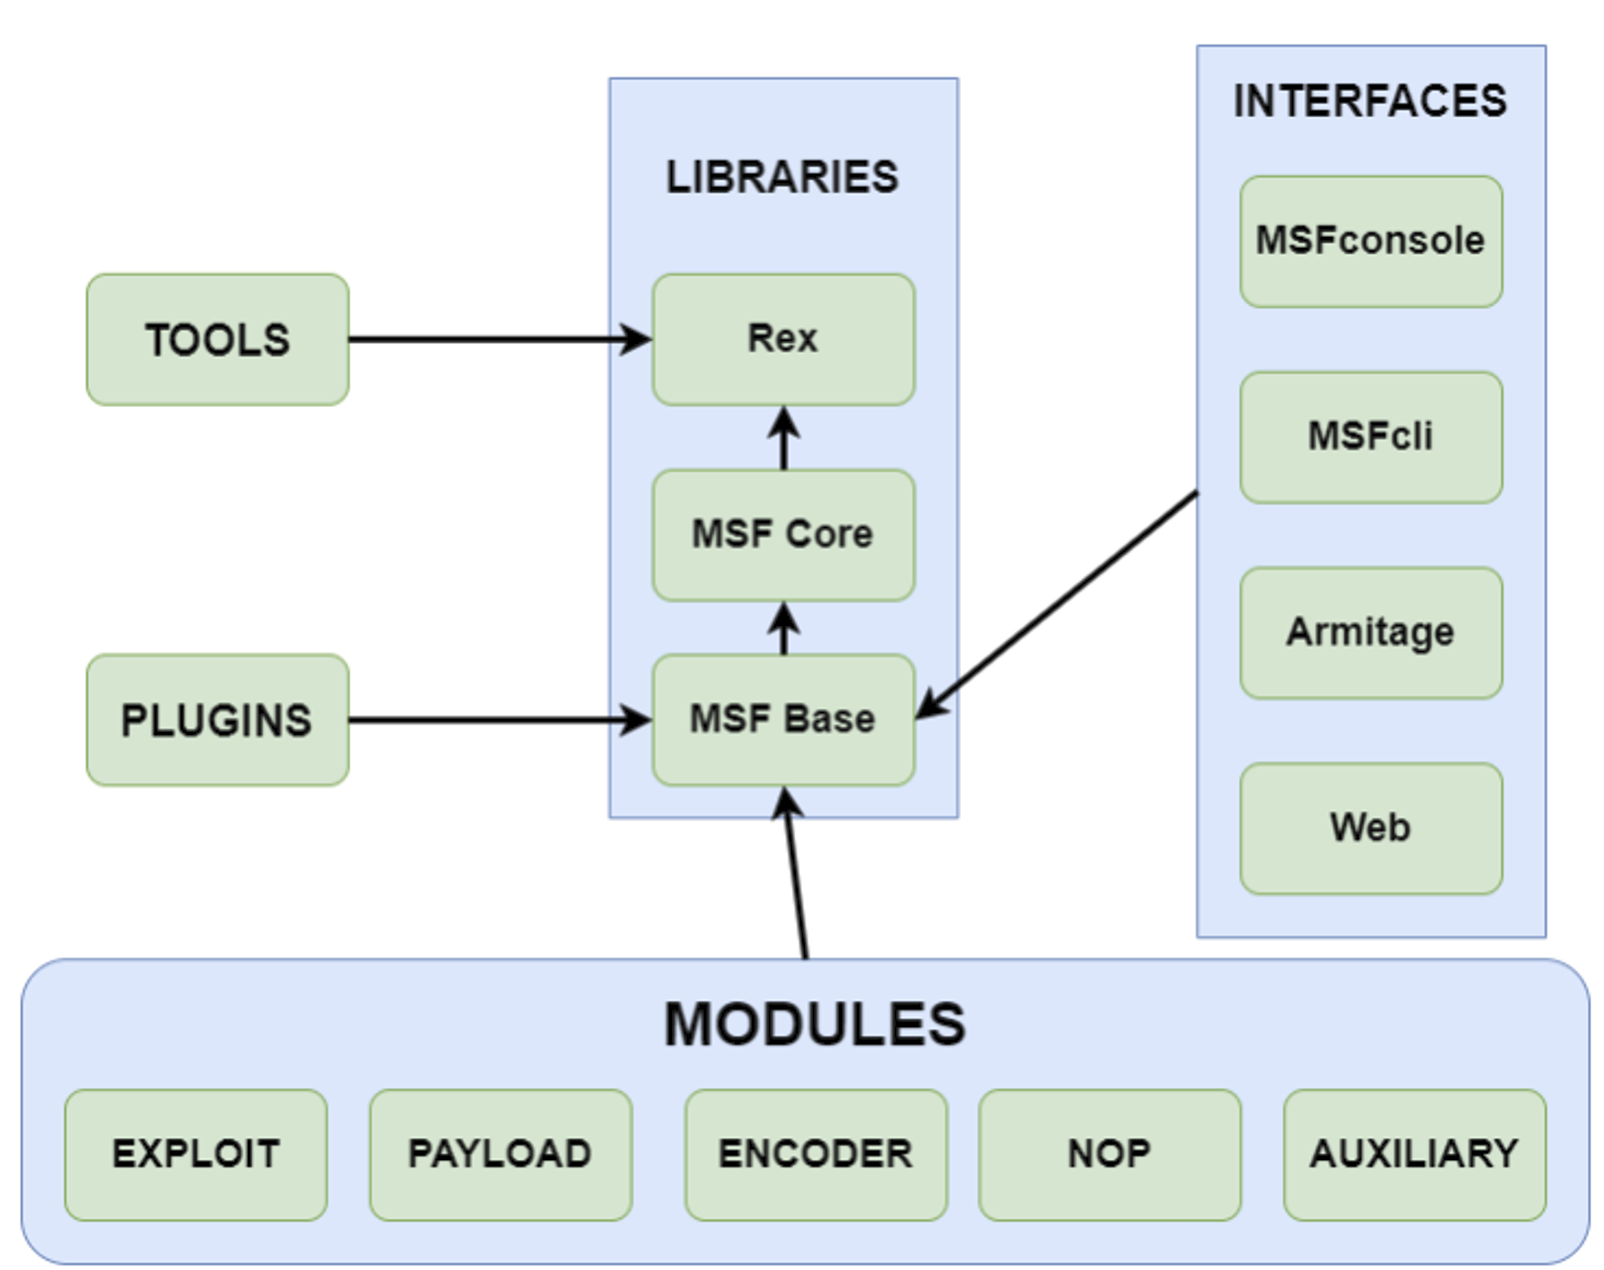 INTERFACES
LIBRARIES
MSFconsole
TOOLS
Rex
MSFcli
MSF Core
Armitage
PLUGINS
MSF Base
Web
MODULES
EXPLOIT
PAYLOAD
ENCODER
NOP
AUXILIARY